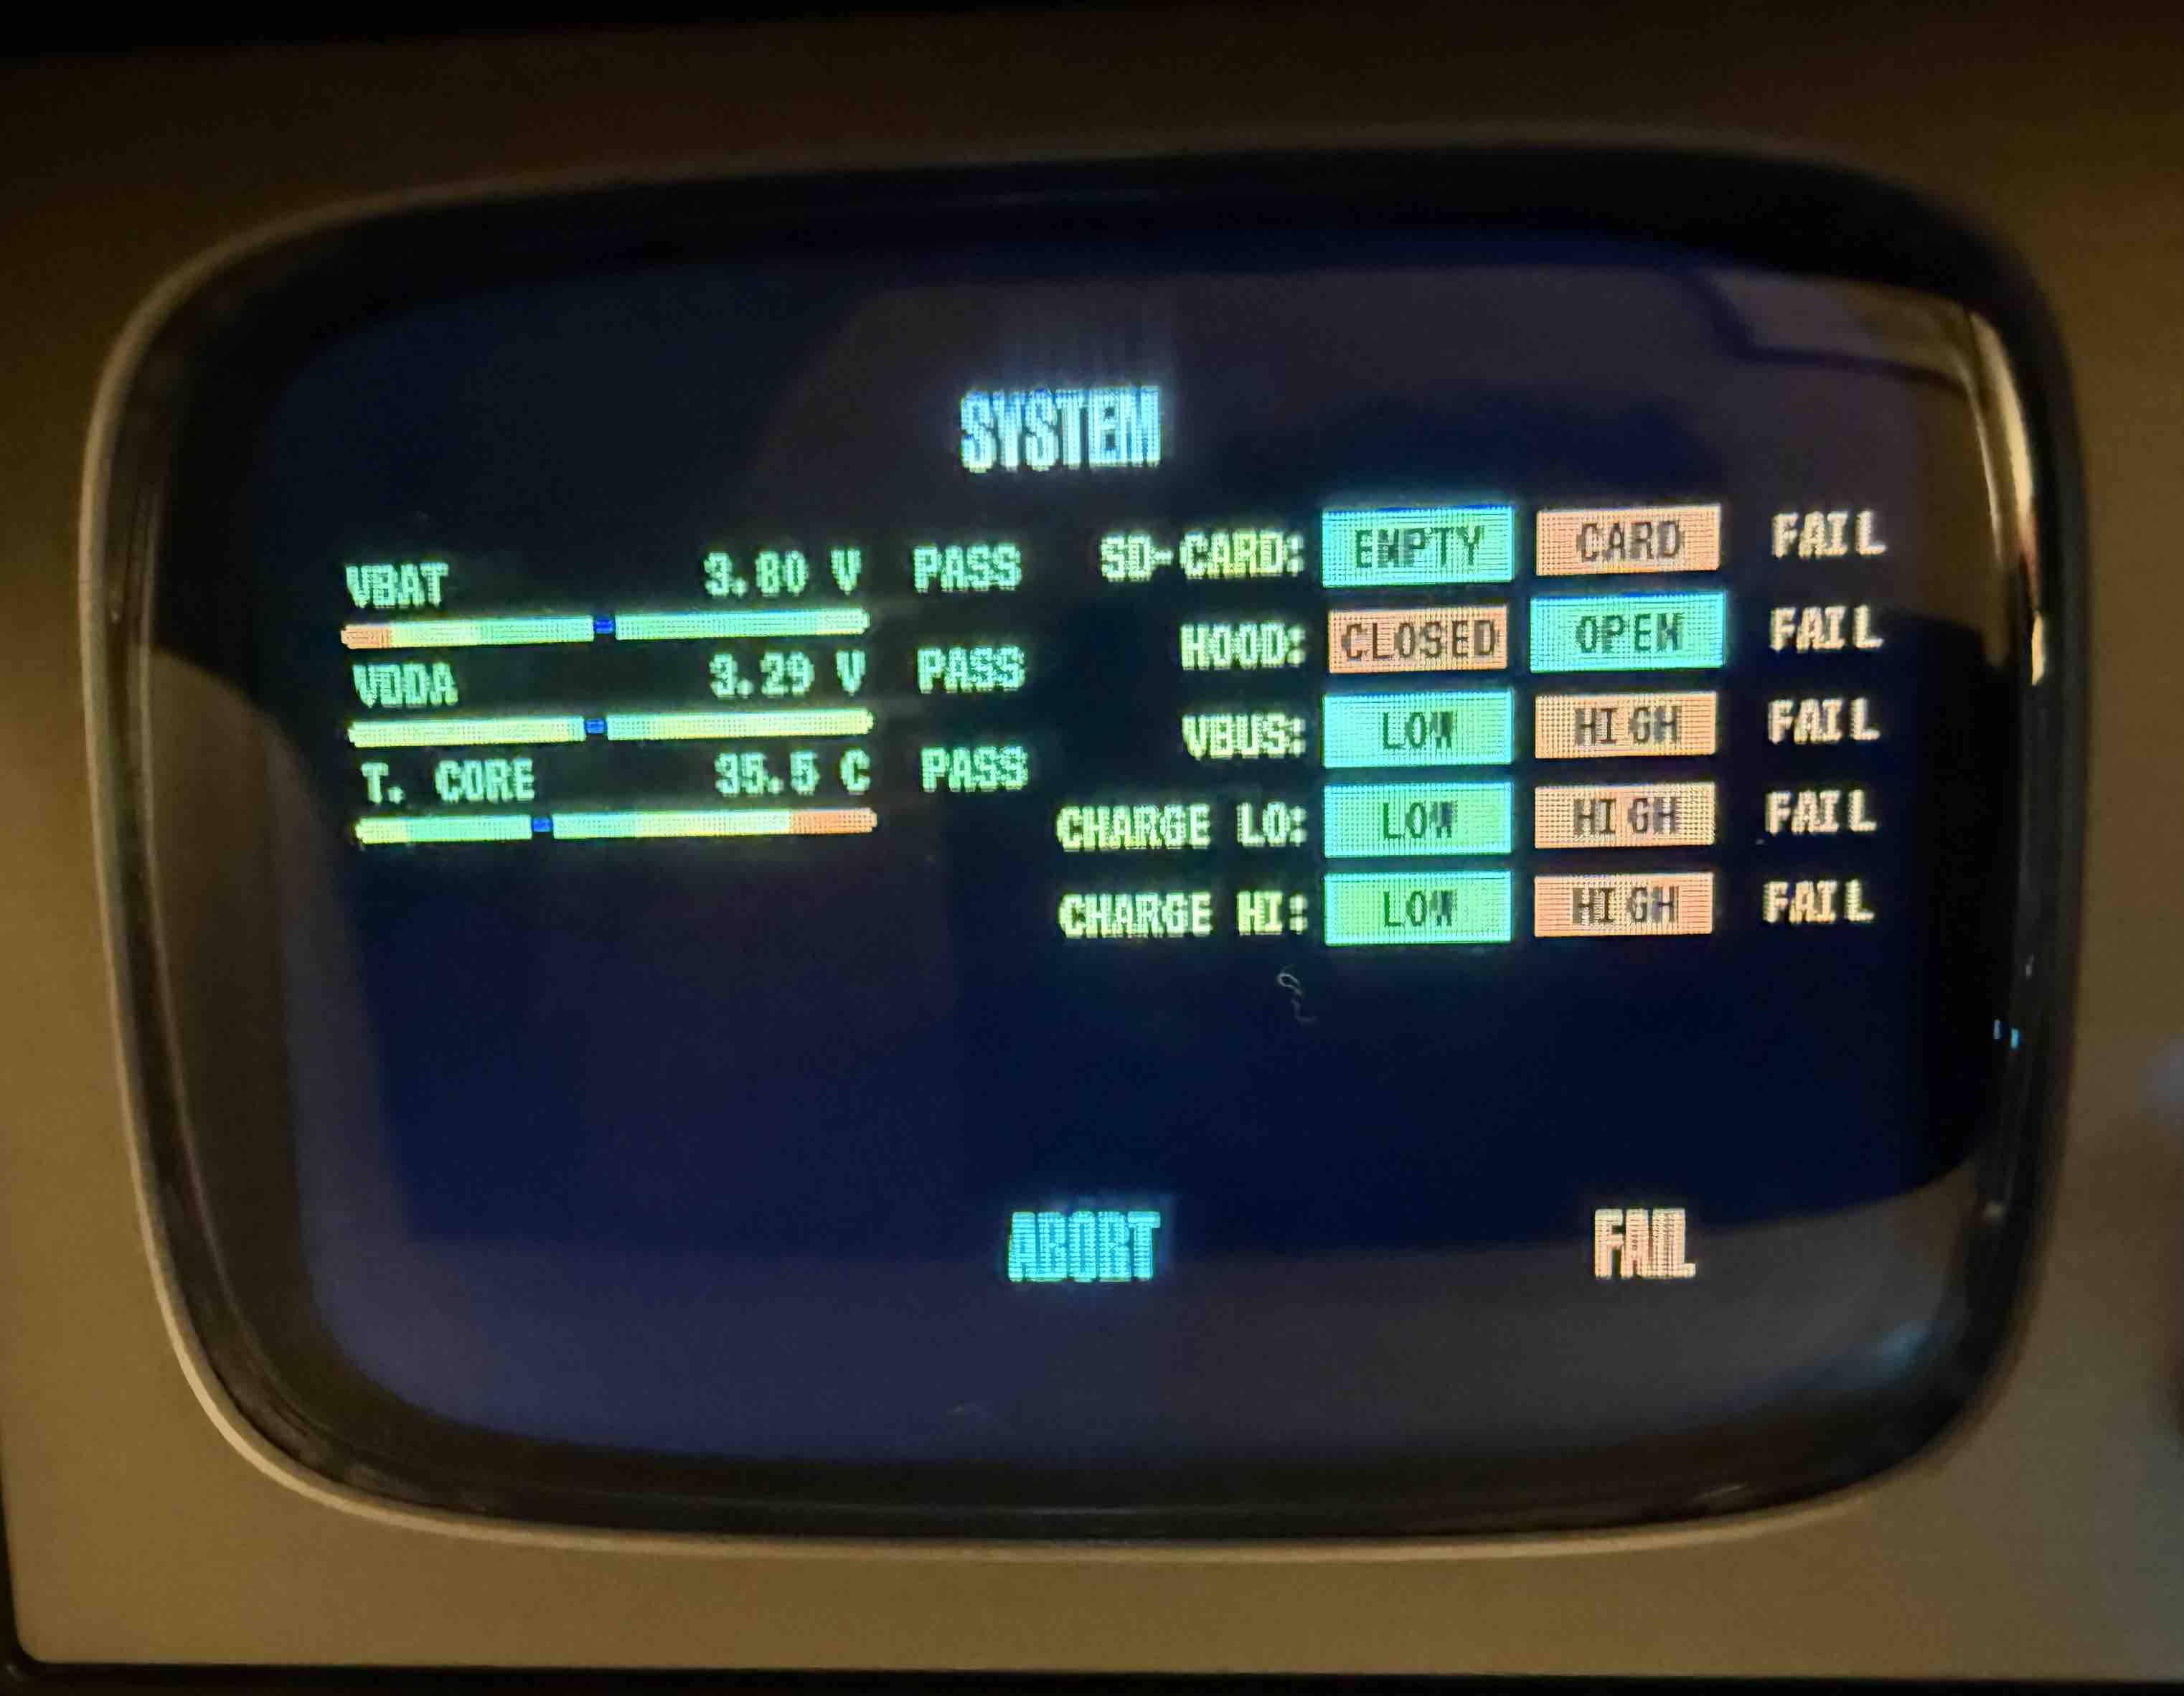 SYSTEM
VBAT 3.80 V PASS
VDDA 3.29 V PASS
T. CORE 35.5 C PASS
SD-CARD: EMPTY CARD FAIL
HOOD: CLOSED OPEN FAIL
VBUS: LOW HIGH FAIL
CHARGE LO: LOW HIGH FAIL
CHARGE HI: LOW HIGH FAIL
ABORT FAIL